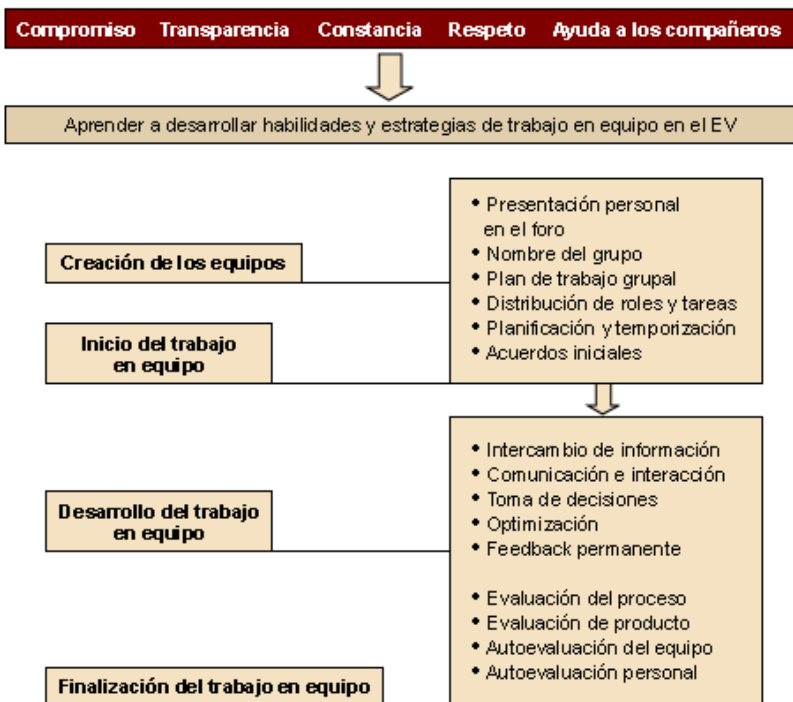 Compromiso Transparencia Constancia Respeto Ayuda a los compañeros
Aprender a desarrollar habilidades y estrategias de trabajo en equipo en el EV
Creación de los equipos
Inicio del trabajo
en equipo
• Presentación personal
en el foro
• Nombre del grupo
• Plan de trabajo grupal
• Distribución de roles y tareas
• Planificación y temporización
• Acuerdos iniciales
Desarrollo del trabajo
en equipo
• Intercambio de información
• Comunicación e interacción
• Toma de decisiones
• Optimización
• Feedback permanente
• Evaluación del proceso
• Evaluación de producto
• Autoevaluación del equipo
• Autoevaluación personal
Finalización del trabajo en equipo